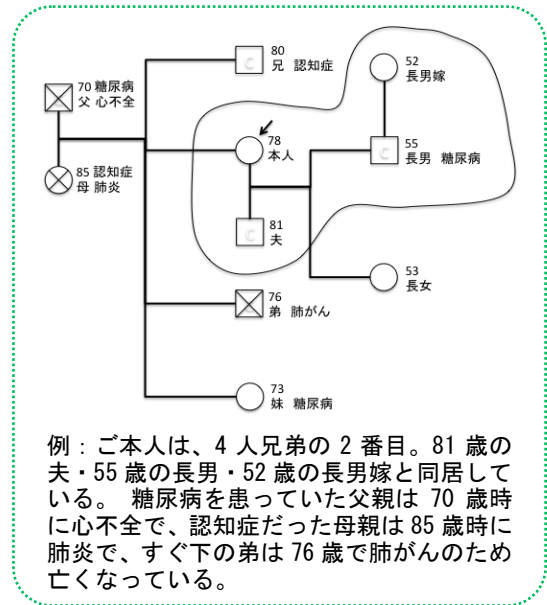 80
兄 認知症
52
長男嫁
70 糖尿病
父 心不全
78
本人
55
長男 糖尿病
85 認知症
母 肺炎
81
夫
53
長女
76
弟 肺がん
73
妹 糖尿病
例：ご本人は、4 人兄弟の 2 番目。81 歳の
夫・55 歳の長男・52 歳の長男嫁と同居して
いる。 糖尿病を患っていた父親は 70 歳時
に心不全で、認知症だった母親は 85 歳時に
肺炎で、すぐ下の弟は 76 歳で肺がんのため
亡くなっている。